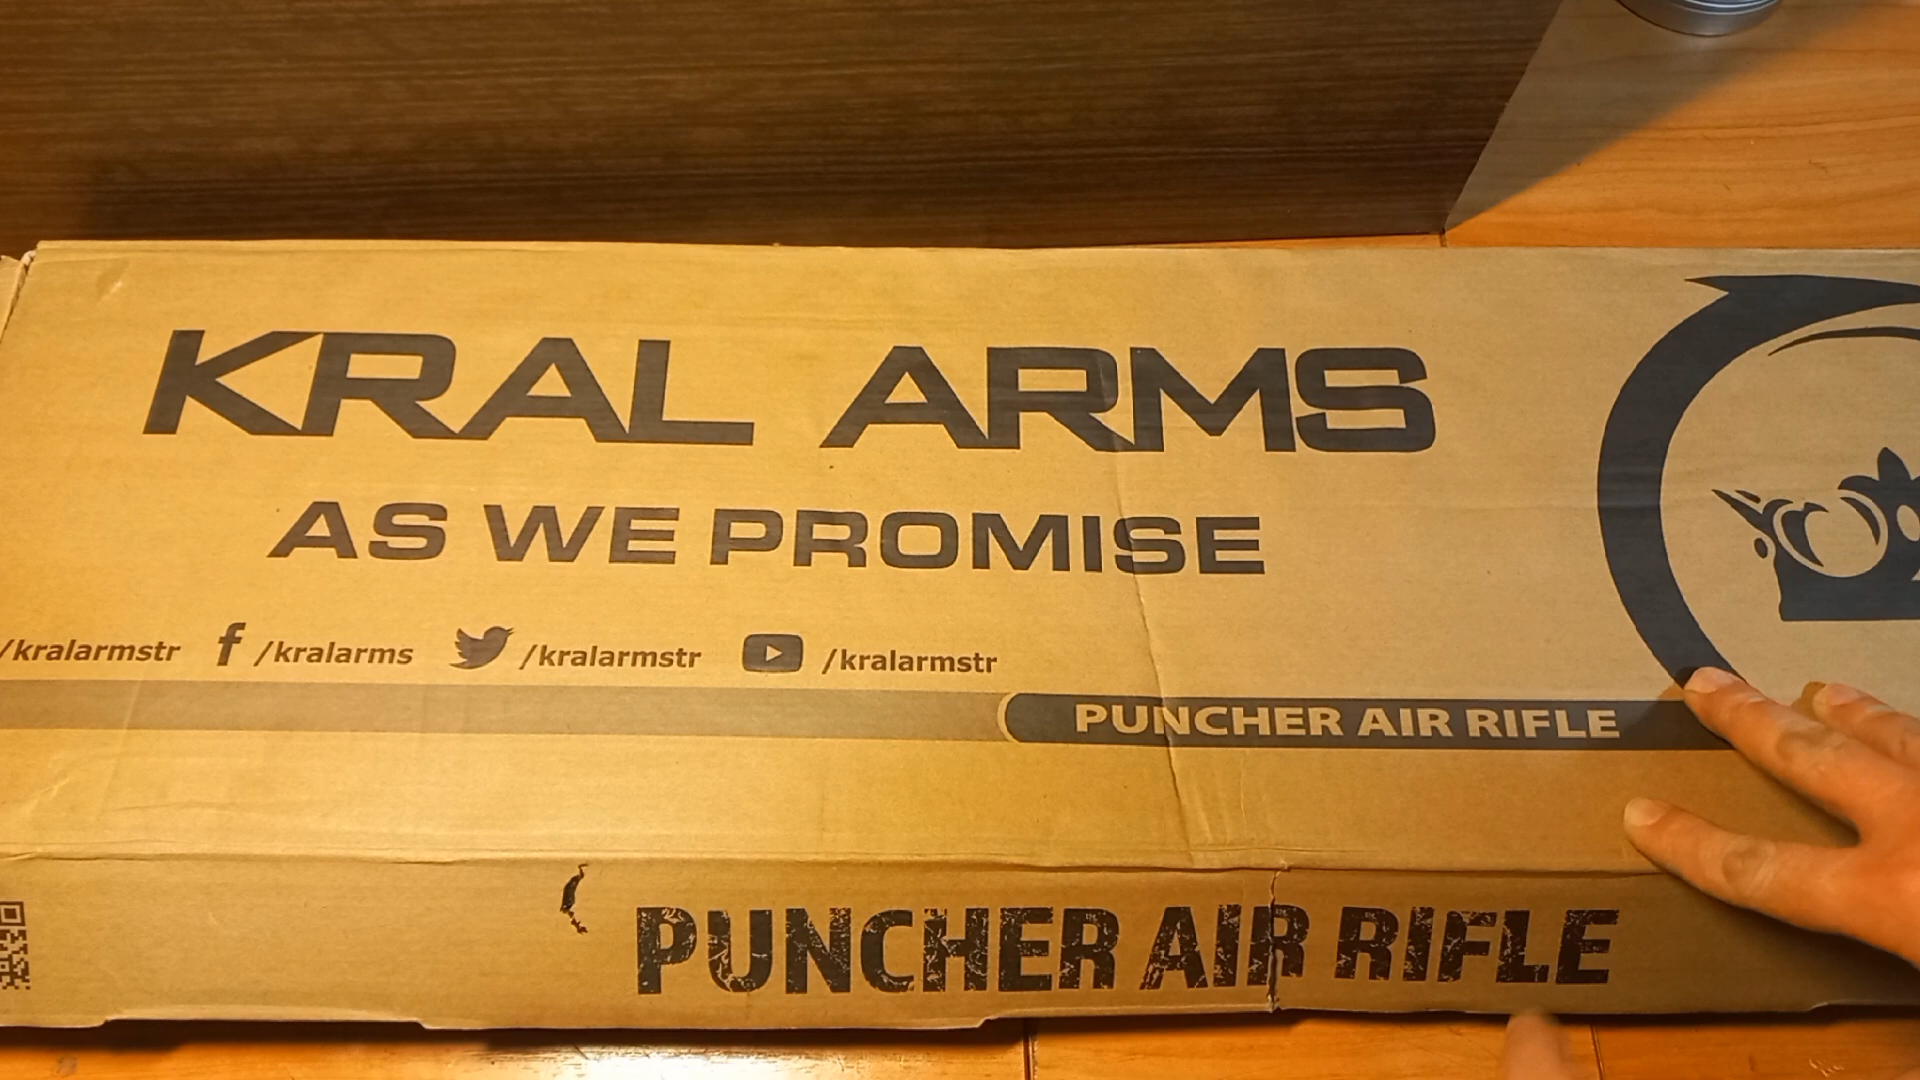 KRAL ARMS
AS WE PROMISE
/kralarmstr f /kralarms /kralarmstr /kralarmstr
PUNCHER AIR RIFLE
PUNCHER AIR RIFLE